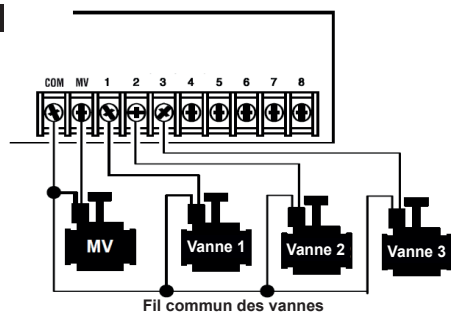 COM MV 1 2 3 4 5 6 7 8
MV
Vanne 1
Vanne 2
Vanne 3
Fil commun des vannes